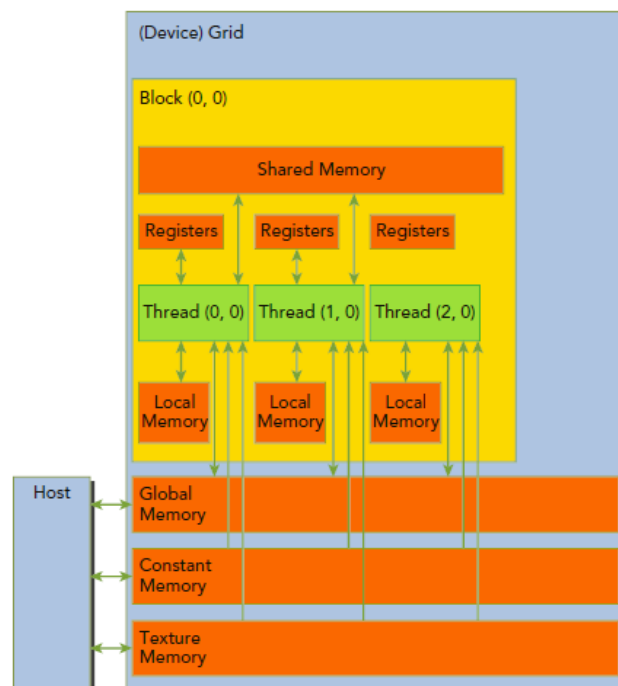 (Device) Grid
Block (0, 0)
Shared Memory
Registers
Registers
Registers
Thread (0, 0)
Thread (1, 0)
Thread (2, 0)
Local
Memory
Local
Memory
Local
Memory
Host
Global
Memory
Constant
Memory
Texture
Memory